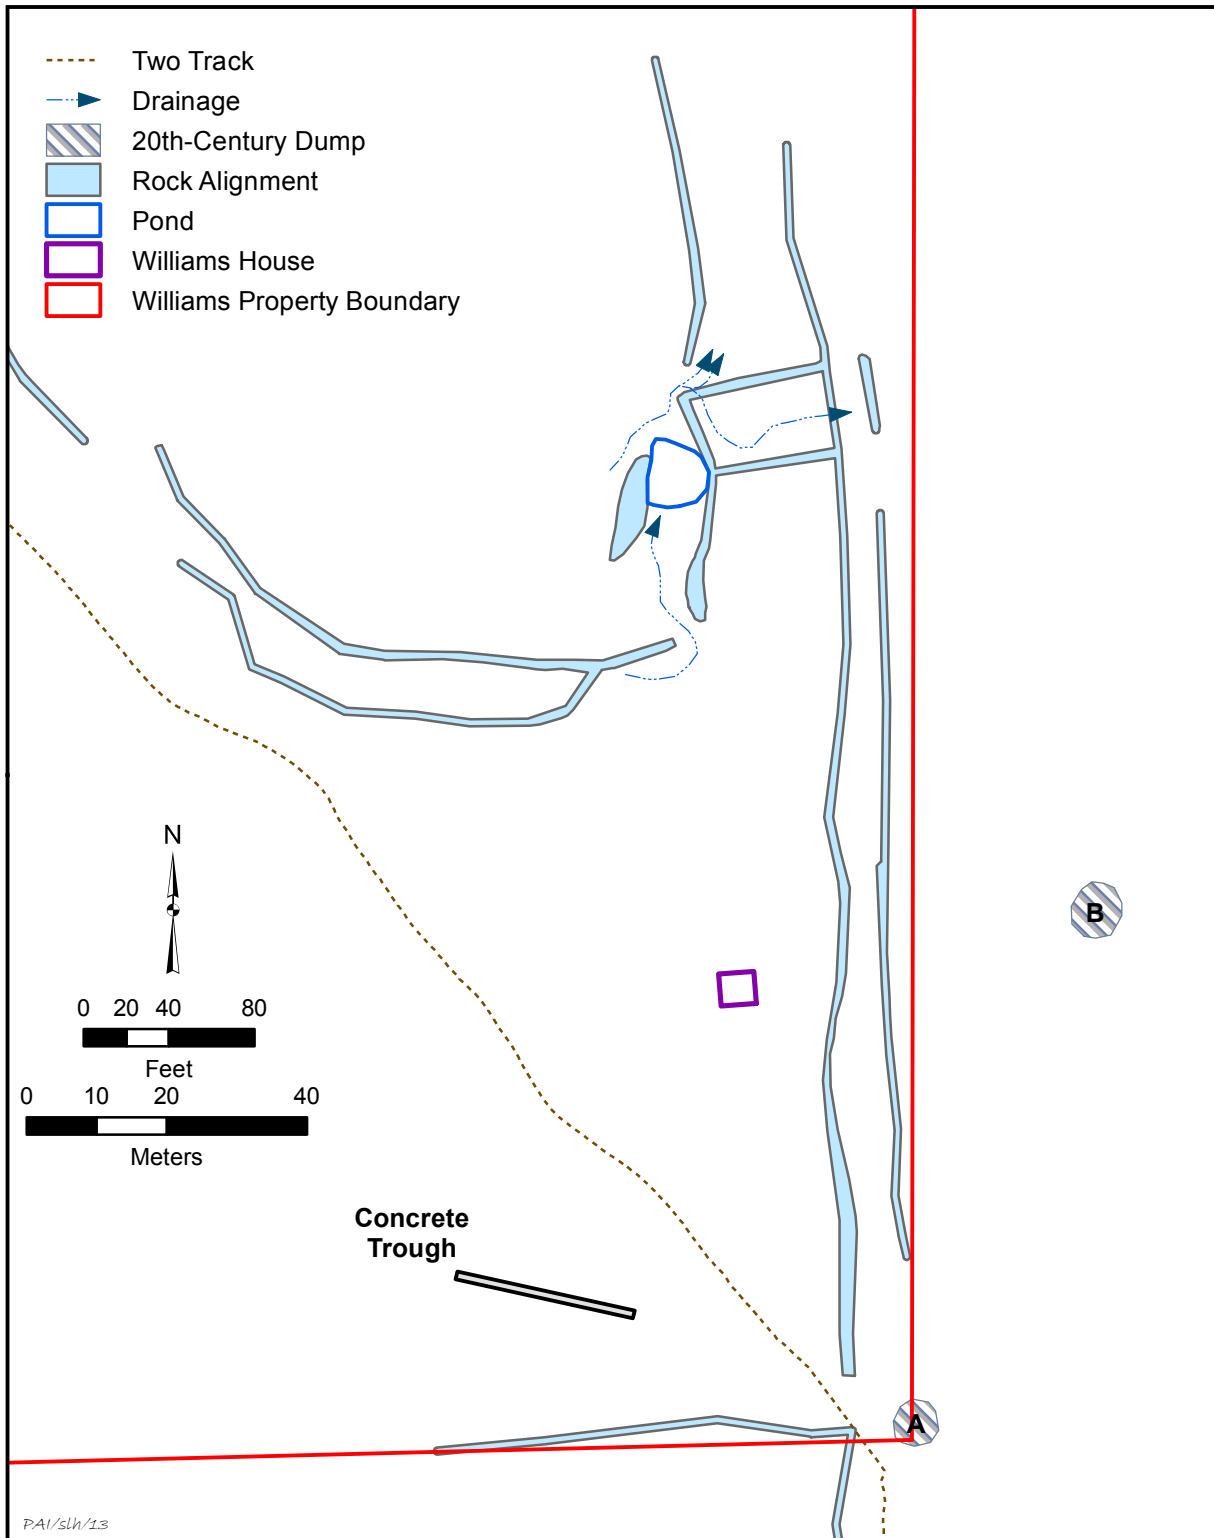 Two Track
Drainage
20th-Century Dump
Rock Alignment
Pond
Williams House
Williams Property Boundary
N
B
0 20 40 80
Feet
0 10 20 40
Meters
Concrete
Trough
A
PAI/slh/13